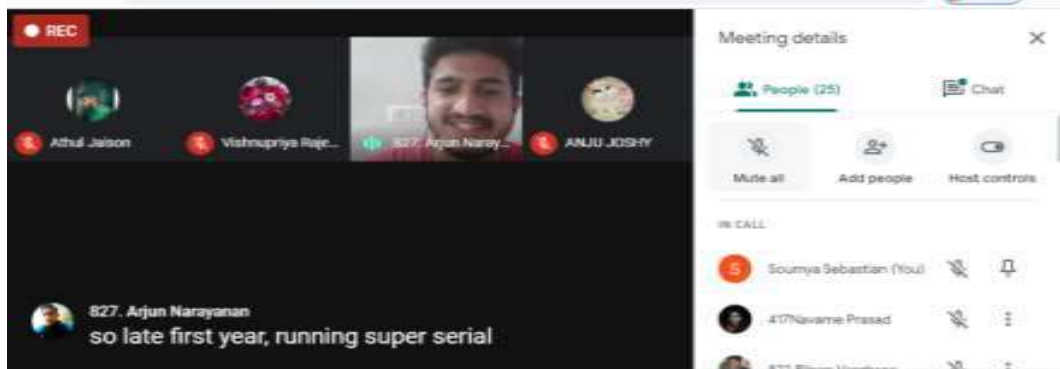 REC
Athul Jaison
Vishnupriya Raje...
827. Arjun Naray...
ANJU JOSHY
827. Arjun Narayanan
so late first year, running super serial
Meeting details
People (25)
Chat
Mute all
Add people
Host controls
IN CALL
S
Soumya Sebastian (You)
417Navame Prasad